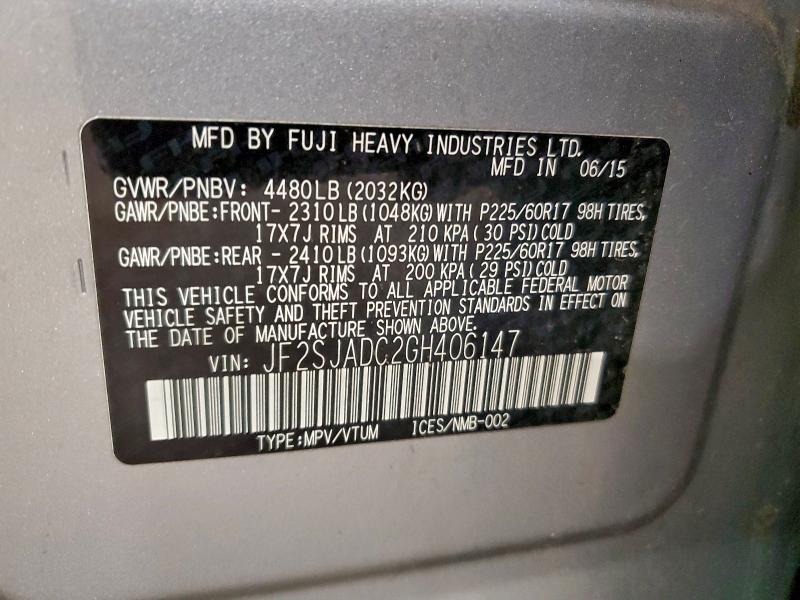 MFD BY FUJI HEAVY INDUSTRIES LTD.
MFD IN 06/15
GVWR/PNBV: 4480LB (2032KG)
GAWR/PNBE:FRONT- 2310LB (1048KG) WITH P225/60R17 98H TIRES,
17X7J RIMS AT 210 KPA (30 PSI) COLD
GAWR/PNBE:REAR - 2410LB (1093KG) WITH P225/60R17 98H TIRES,
17X7J RIMS AT 200 KPA (29 PSI) COLD
THIS VEHICLE CONFORMS TO ALL APPLICABLE FEDERAL MOTOR
VEHICLE SAFETY AND THEFT PREVENTION STANDARDS IN EFFECT ON
THE DATE OF MANUFACTURE SHOWN ABOVE.
VIN: JF2SJADC2GH406147
TYPE:MPV/VTUM ICES/NMB-002